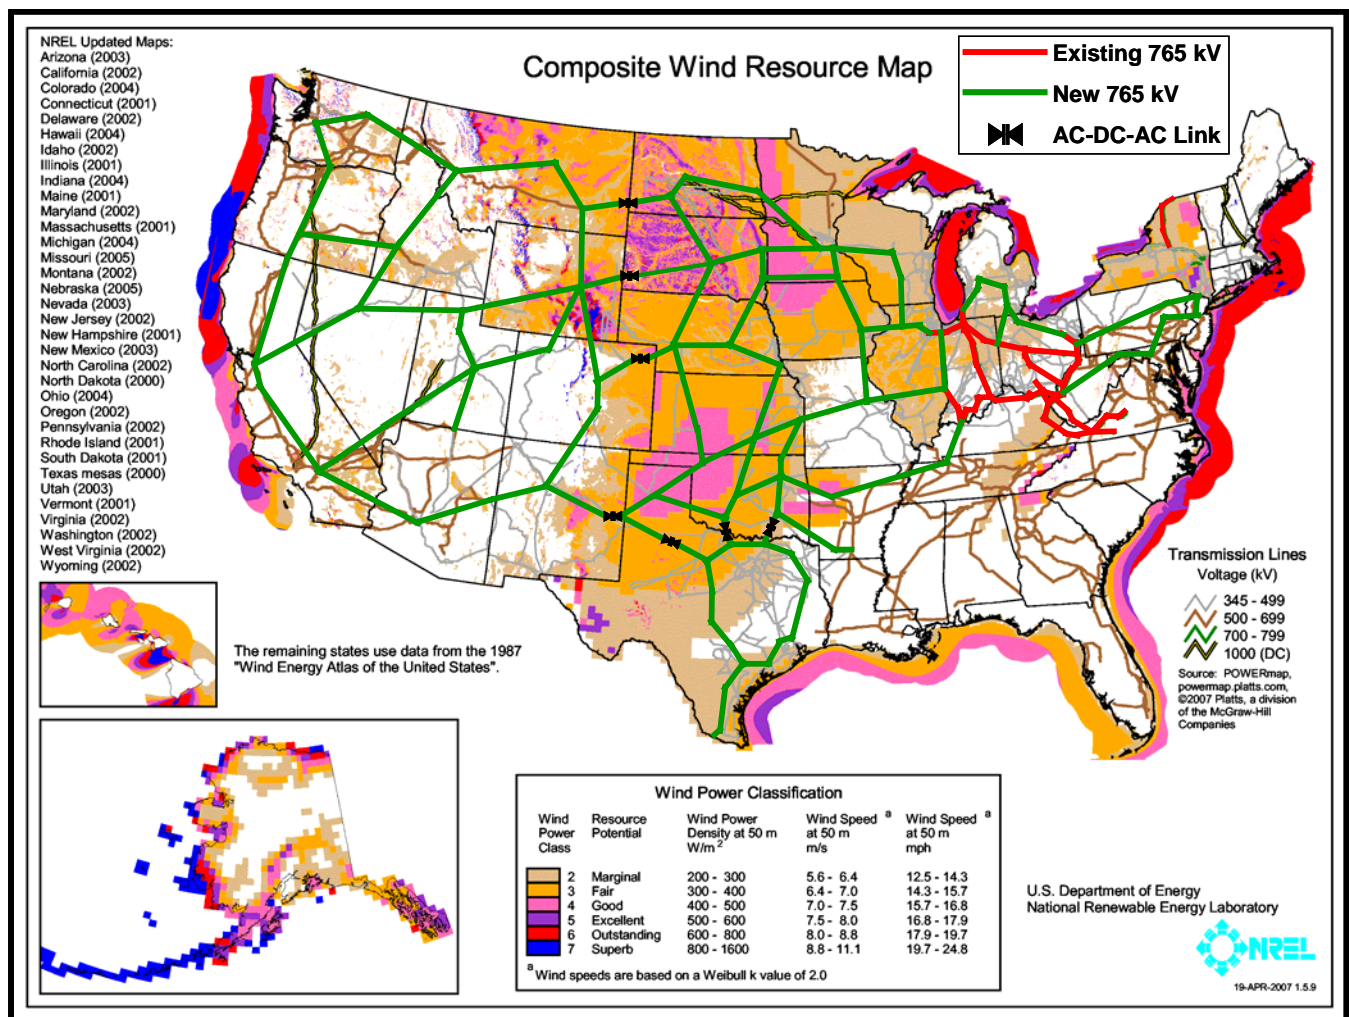 NREL Updated Maps:
Arizona (2003)
California (2002)
Colorado (2004)
Connecticut (2001)
Delaware (2002)
Hawaii (2004)
Idaho (2002)
Illinois (2001)
Indiana (2004)
Maine (2001)
Maryland (2002)
Massachusetts (2001)
Michigan (2004)
Missouri (2005)
Montana (2002)
Nebraska (2005)
Nevada (2003)
New Jersey (2002)
New Hampshire (2001)
New Mexico (2003)
North Carolina (2002)
North Dakota (2000)
Ohio (2004)
Oregon (2002)
Pennsylvania (2002)
Rhode Island (2001)
South Dakota (2001)
Texas mesas (2000)
Utah (2003)
Vermont (2001)
Virginia (2002)
Washington (2002)
West Virginia (2002)
Wyoming (2002)
Composite Wind Resource Map
Existing 765 kV
New 765 kV
AC-DC-AC Link
Transmission Lines
Voltage (kV)
345 - 499
500 - 699
700 - 799
1000 (DC)
Source: POWERmap,
powermap.platts.com,
©2007 Platts, a division
of the McGraw-Hill
Companies
The remaining states use data from the 1987
"Wind Energy Atlas of the United States".
Wind Power Classification
Wind Power Class Resource Potential Wind Power Density at 50 m W/m2 Wind Speed a at 50 m m/s Wind Speed a at 50 m mph
2 Marginal 200 - 300 5.6 - 6.4 12.5 - 14.3
3 Fair 300 - 400 6.4 - 7.0 14.3 - 15.7
4 Good 400 - 500 7.0 - 7.5 15.7 - 16.8
5 Excellent 500 - 600 7.5 - 8.0 16.8 - 17.9
6 Outstanding 600 - 800 8.0 - 8.8 17.9 - 19.7
7 Superb 800 - 1600 8.8 - 11.1 19.7 - 24.8
a Wind speeds are based on a Weibull k value of 2.0
U.S. Department of Energy
National Renewable Energy Laboratory
NREL
19-APR-2007 1.5.9